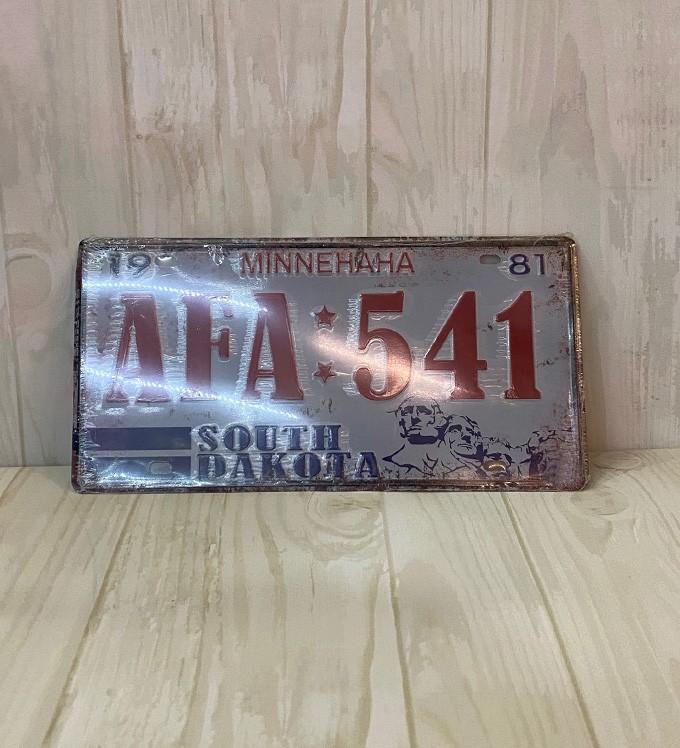 19 MINNEHAHA 81
AFA 541
SOUTH
DAKOTA